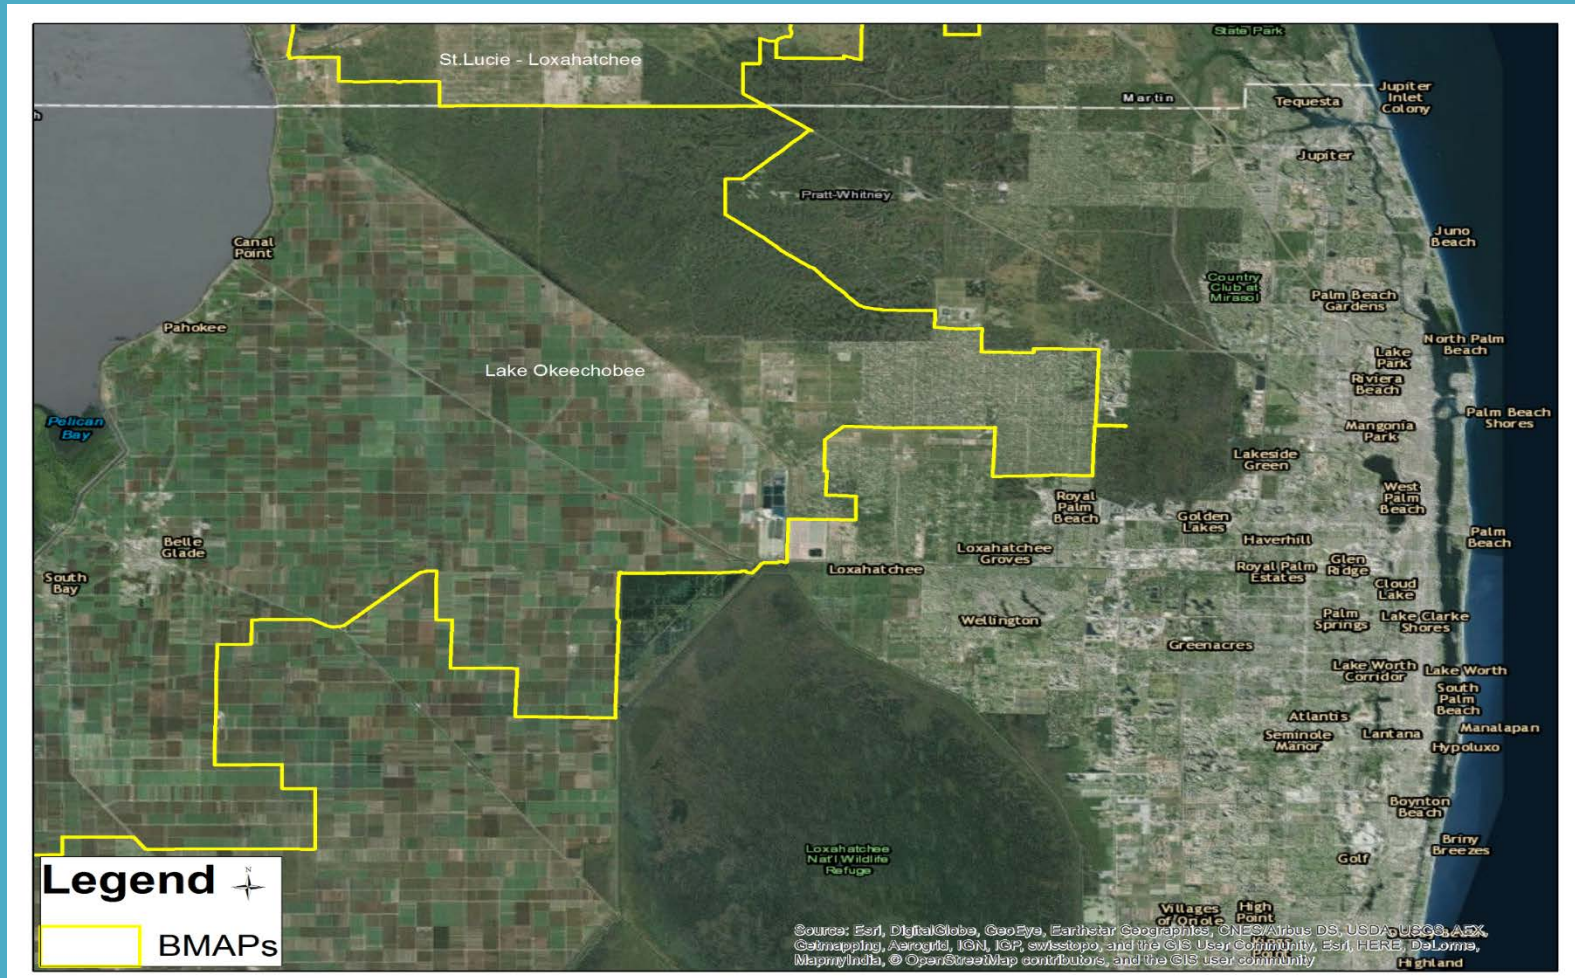 State Park
St.Lucie - Loxahatchee
Martin
Tequesta
Jupiter
Inlet
Colony
Jupiter
Pratt-Whitney
Juno
Beach
Canal
Point
Country
Club at
Mirasol
Palm Beach
Gardens
Pahokee
North Palm
Beach
Lake
Park
Lake Okeechobee
Riviera
Beach
Pelican
Bay
Palm Beach
Shores
Mangonia
Park
Lakeside
Green
West
Palm
Beach
Royal
Palm
Beach
Golden
Lakes
Palm
Beach
Belle
Glade
Haverhill
Loxahatchee
Groves
Loxahatchee
Royal Palm
Estates
Glen
Ridge
South
Bay
Cloud
Lake
Wellington
Palm
Springs
Lake Clarke
Shores
Greenacres
Lake Worth
Corridor
Lake Worth
South
Palm
Beach
Atlantis
Seminole
Manor
Lantana
Manalapan
Hypoluxo
Boynton
Beach
Briny
Breezes
Loxahatchee
Nat'l Wildlife
Refuge
Golf
Legend
N
BMAPs
Villages
of Oriole
High
Point
Source: Esri, DigitalGlobe, GeoEye, Earthstar Geographics, CNES/Airbus DS, USDA, USGS, AEX,
Getmapping, Aerogrid, IGN, IGP, swisstopo, and the GIS User Community, Esri, HERE, DeLorme,
MapmyIndia, © OpenStreetMap contributors, and the GIS user community
Highland